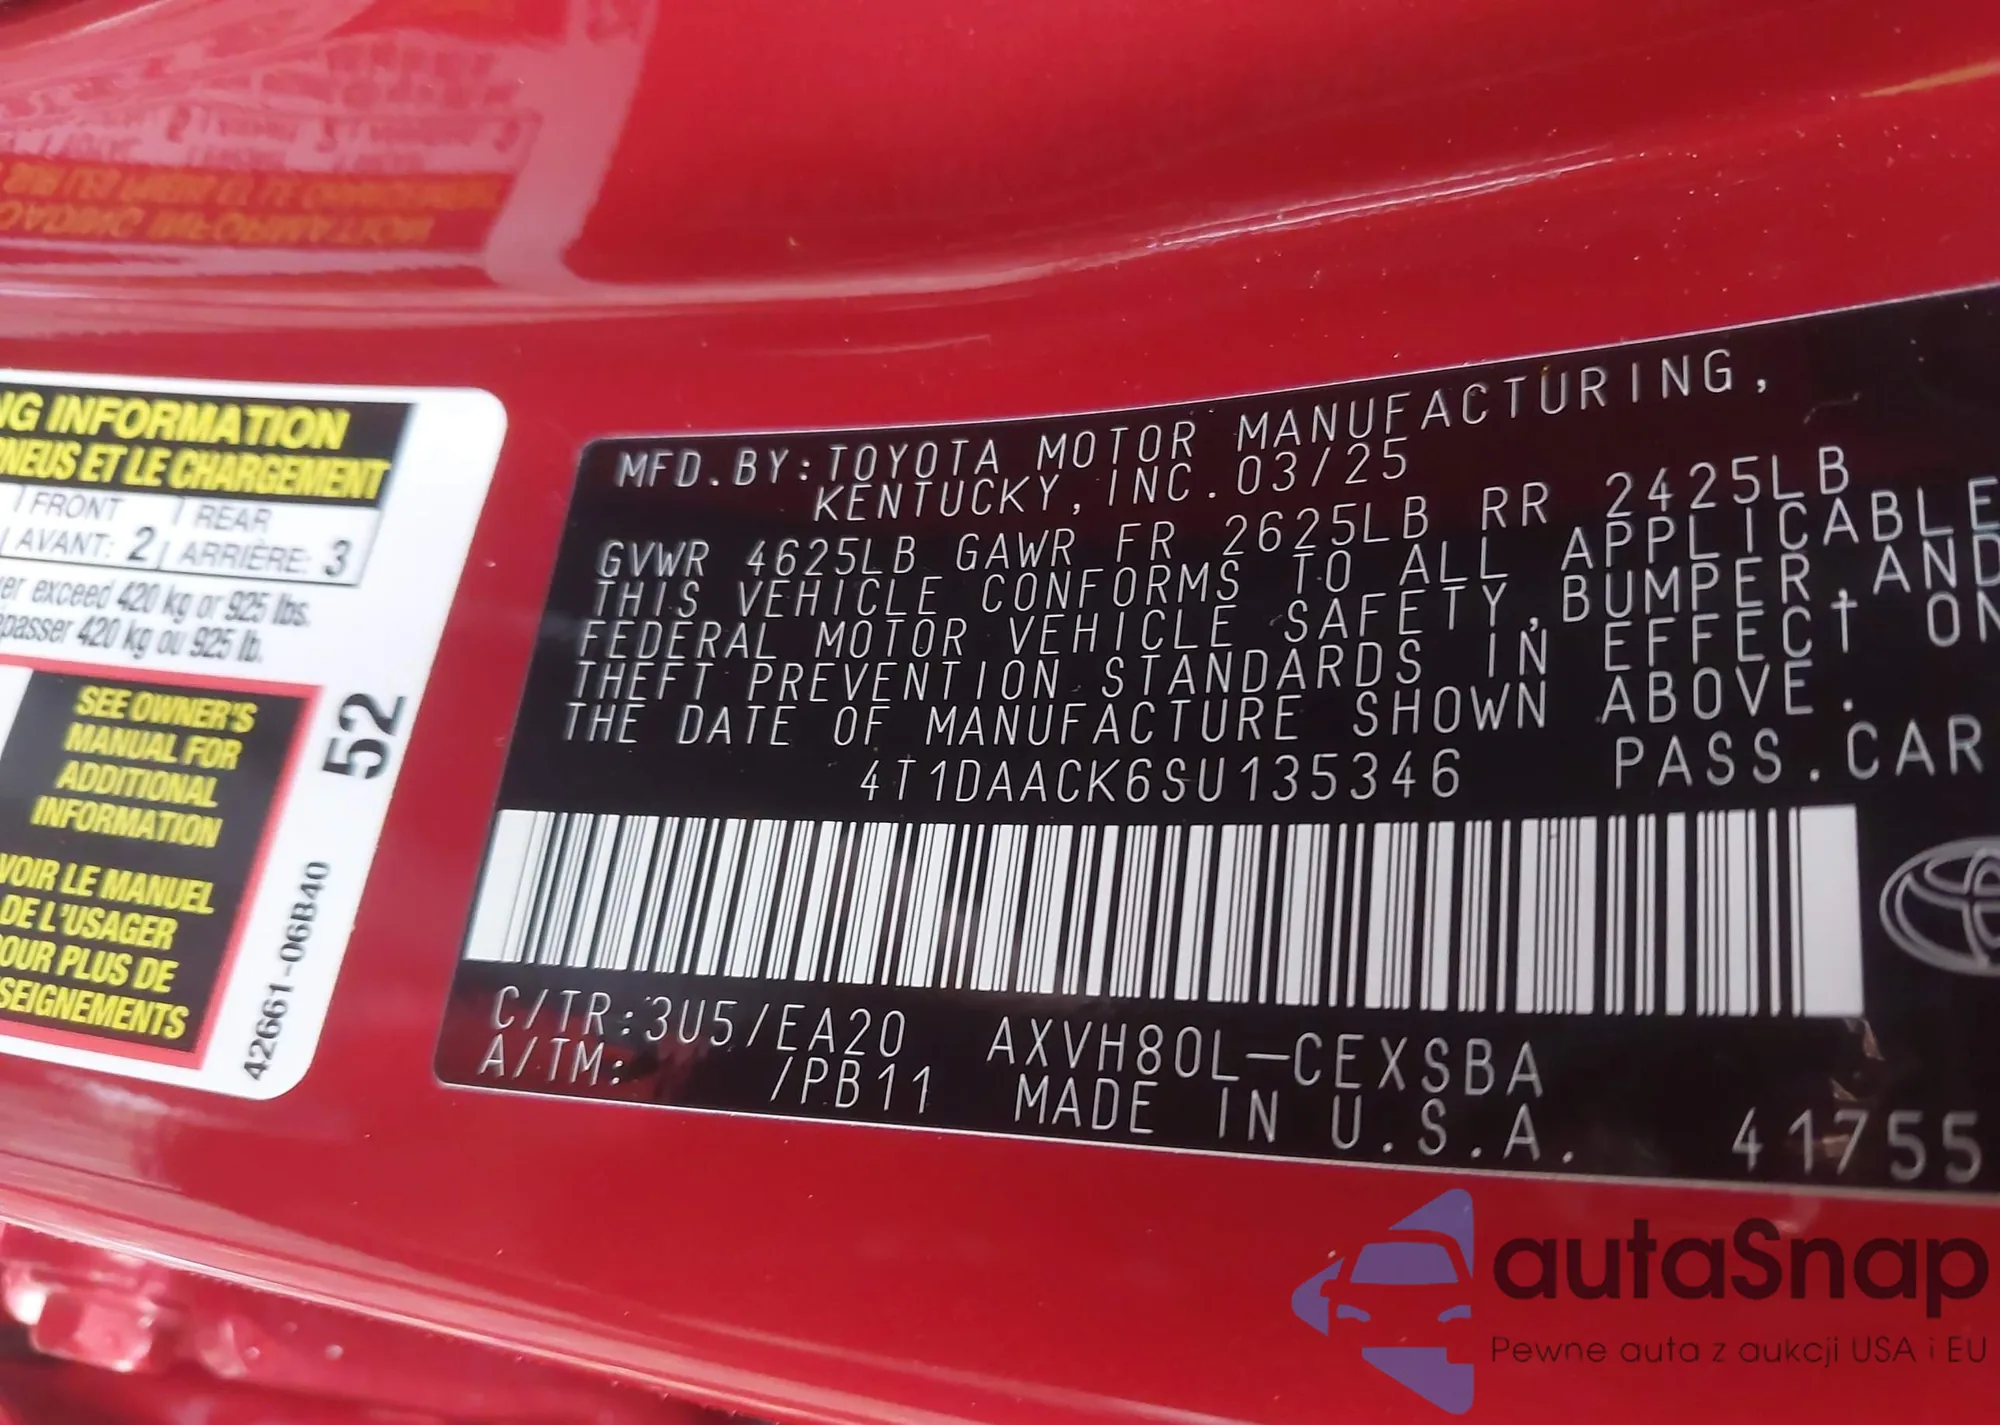 NG INFORMATION
PNEUS ET LE CHARGEMENT
FRONT REAR
AVANT: 2 ARRIÈRE: 3
er exceed 420 kg or 925 lbs.
passer 420 kg ou 925 lb.
SEE OWNER'S
MANUAL FOR
ADDITIONAL
INFORMATION
VOIR LE MANUEL
DE L'USAGER
POUR PLUS DE
SEIGNEMENTS
52
42661-06B40
MFD.BY:TOYOTA MOTOR MANUFACTURING,
KENTUCKY, INC. 03/25
GVWR 4625LB GAWR FR 2625LB RR 2425LB
THIS VEHICLE CONFORMS TO ALL APPLICABLE
FEDERAL MOTOR VEHICLE SAFETY,BUMPER,AND
THEFT PREVENTION STANDARDS IN EFFECT ON
THE DATE OF MANUFACTURE SHOWN ABOVE.
4T1DAACK6SU135346 PASS.CAR
C/TR:3U5/EA20 AXVH80L-CEXSBA
A/TM: /PB11 MADE IN U.S.A. 41755
autaSnap
Pewne auta z aukcji USA i EU